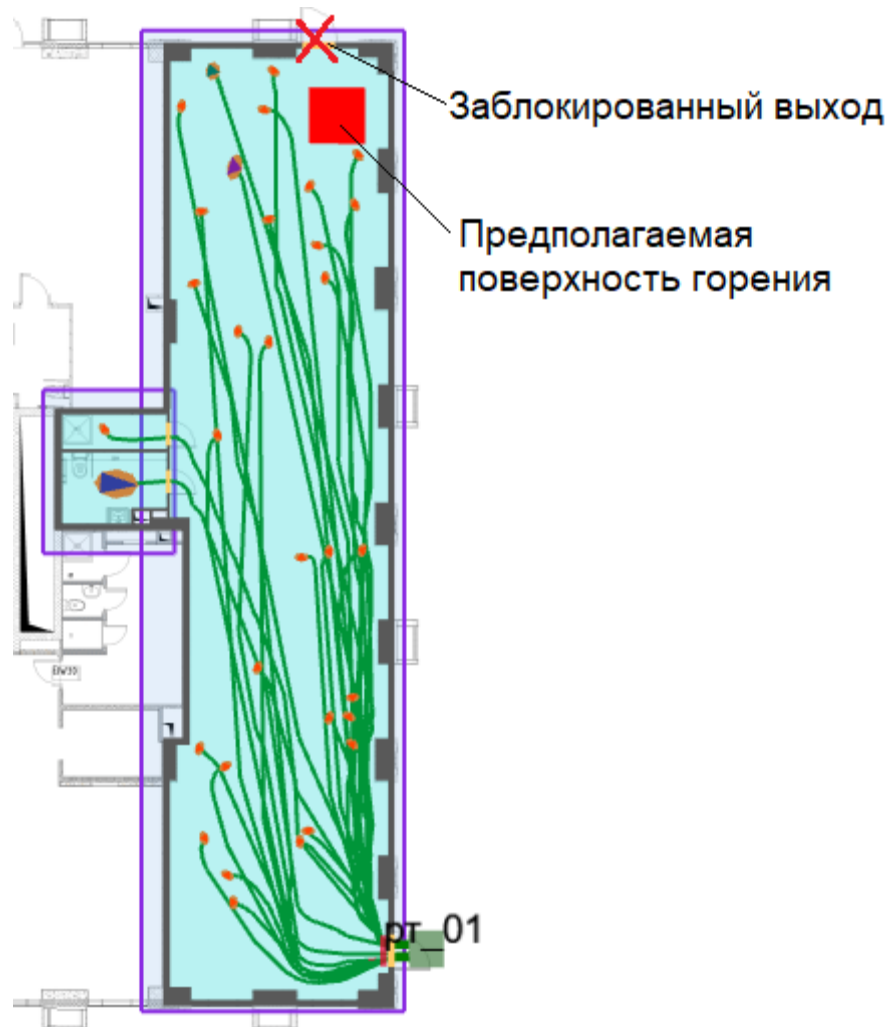 Заблокированный выход
Предполагаемая
поверхность горения
рт_01